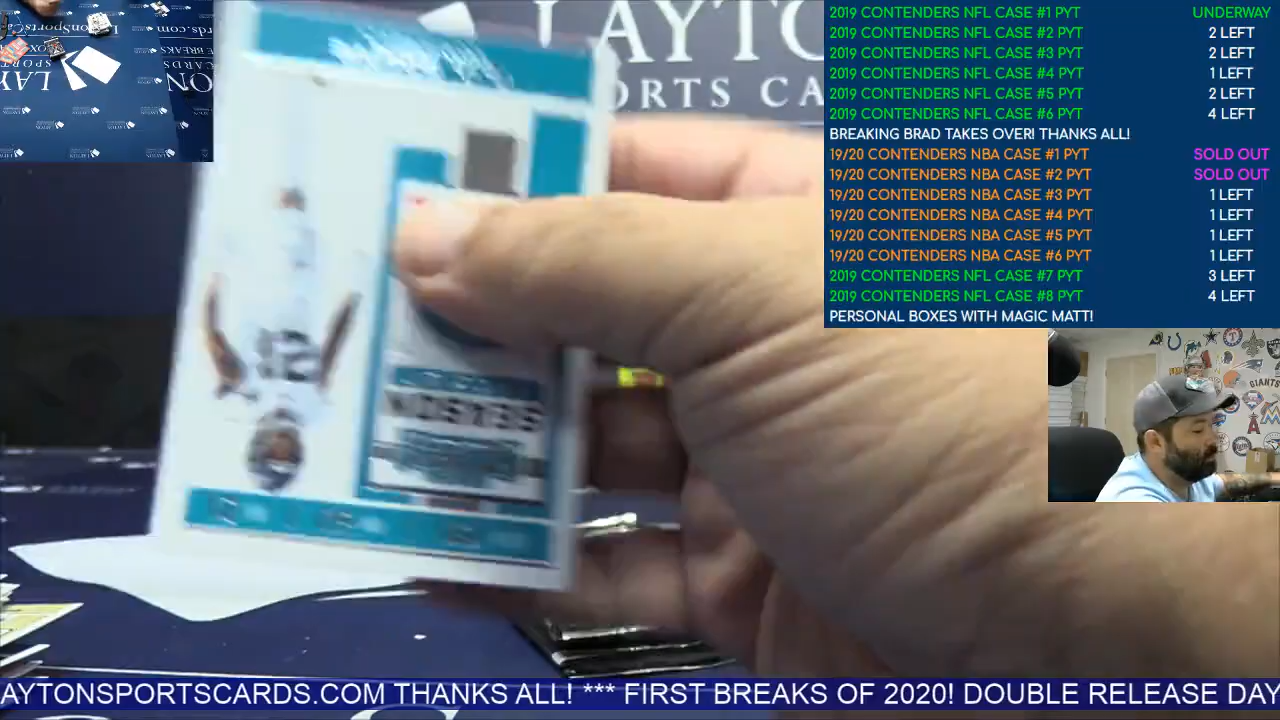 2019 CONTENDERS NFL CASE #1 PYT UNDERWAY
2019 CONTENDERS NFL CASE #2 PYT 2 LEFT
2019 CONTENDERS NFL CASE #3 PYT 2 LEFT
2019 CONTENDERS NFL CASE #4 PYT 1 LEFT
2019 CONTENDERS NFL CASE #5 PYT 2 LEFT
2019 CONTENDERS NFL CASE #6 PYT 4 LEFT
BREAKING BRAD TAKES OVER! THANKS ALL!
19/20 CONTENDERS NBA CASE #1 PYT SOLD OUT
19/20 CONTENDERS NBA CASE #2 PYT SOLD OUT
19/20 CONTENDERS NBA CASE #3 PYT 1 LEFT
19/20 CONTENDERS NBA CASE #4 PYT 1 LEFT
19/20 CONTENDERS NBA CASE #5 PYT 1 LEFT
19/20 CONTENDERS NBA CASE #6 PYT 1 LEFT
2019 CONTENDERS NFL CASE #7 PYT 3 LEFT
2019 CONTENDERS NFL CASE #8 PYT 4 LEFT
PERSONAL BOXES WITH MAGIC MATT!
LAYTO
ORTS CA
SEASON
GIANTS
AYTONSPORTSCARDS.COM THANKS ALL! *** FIRST BREAKS OF 2020! DOUBLE RELEASE DAY